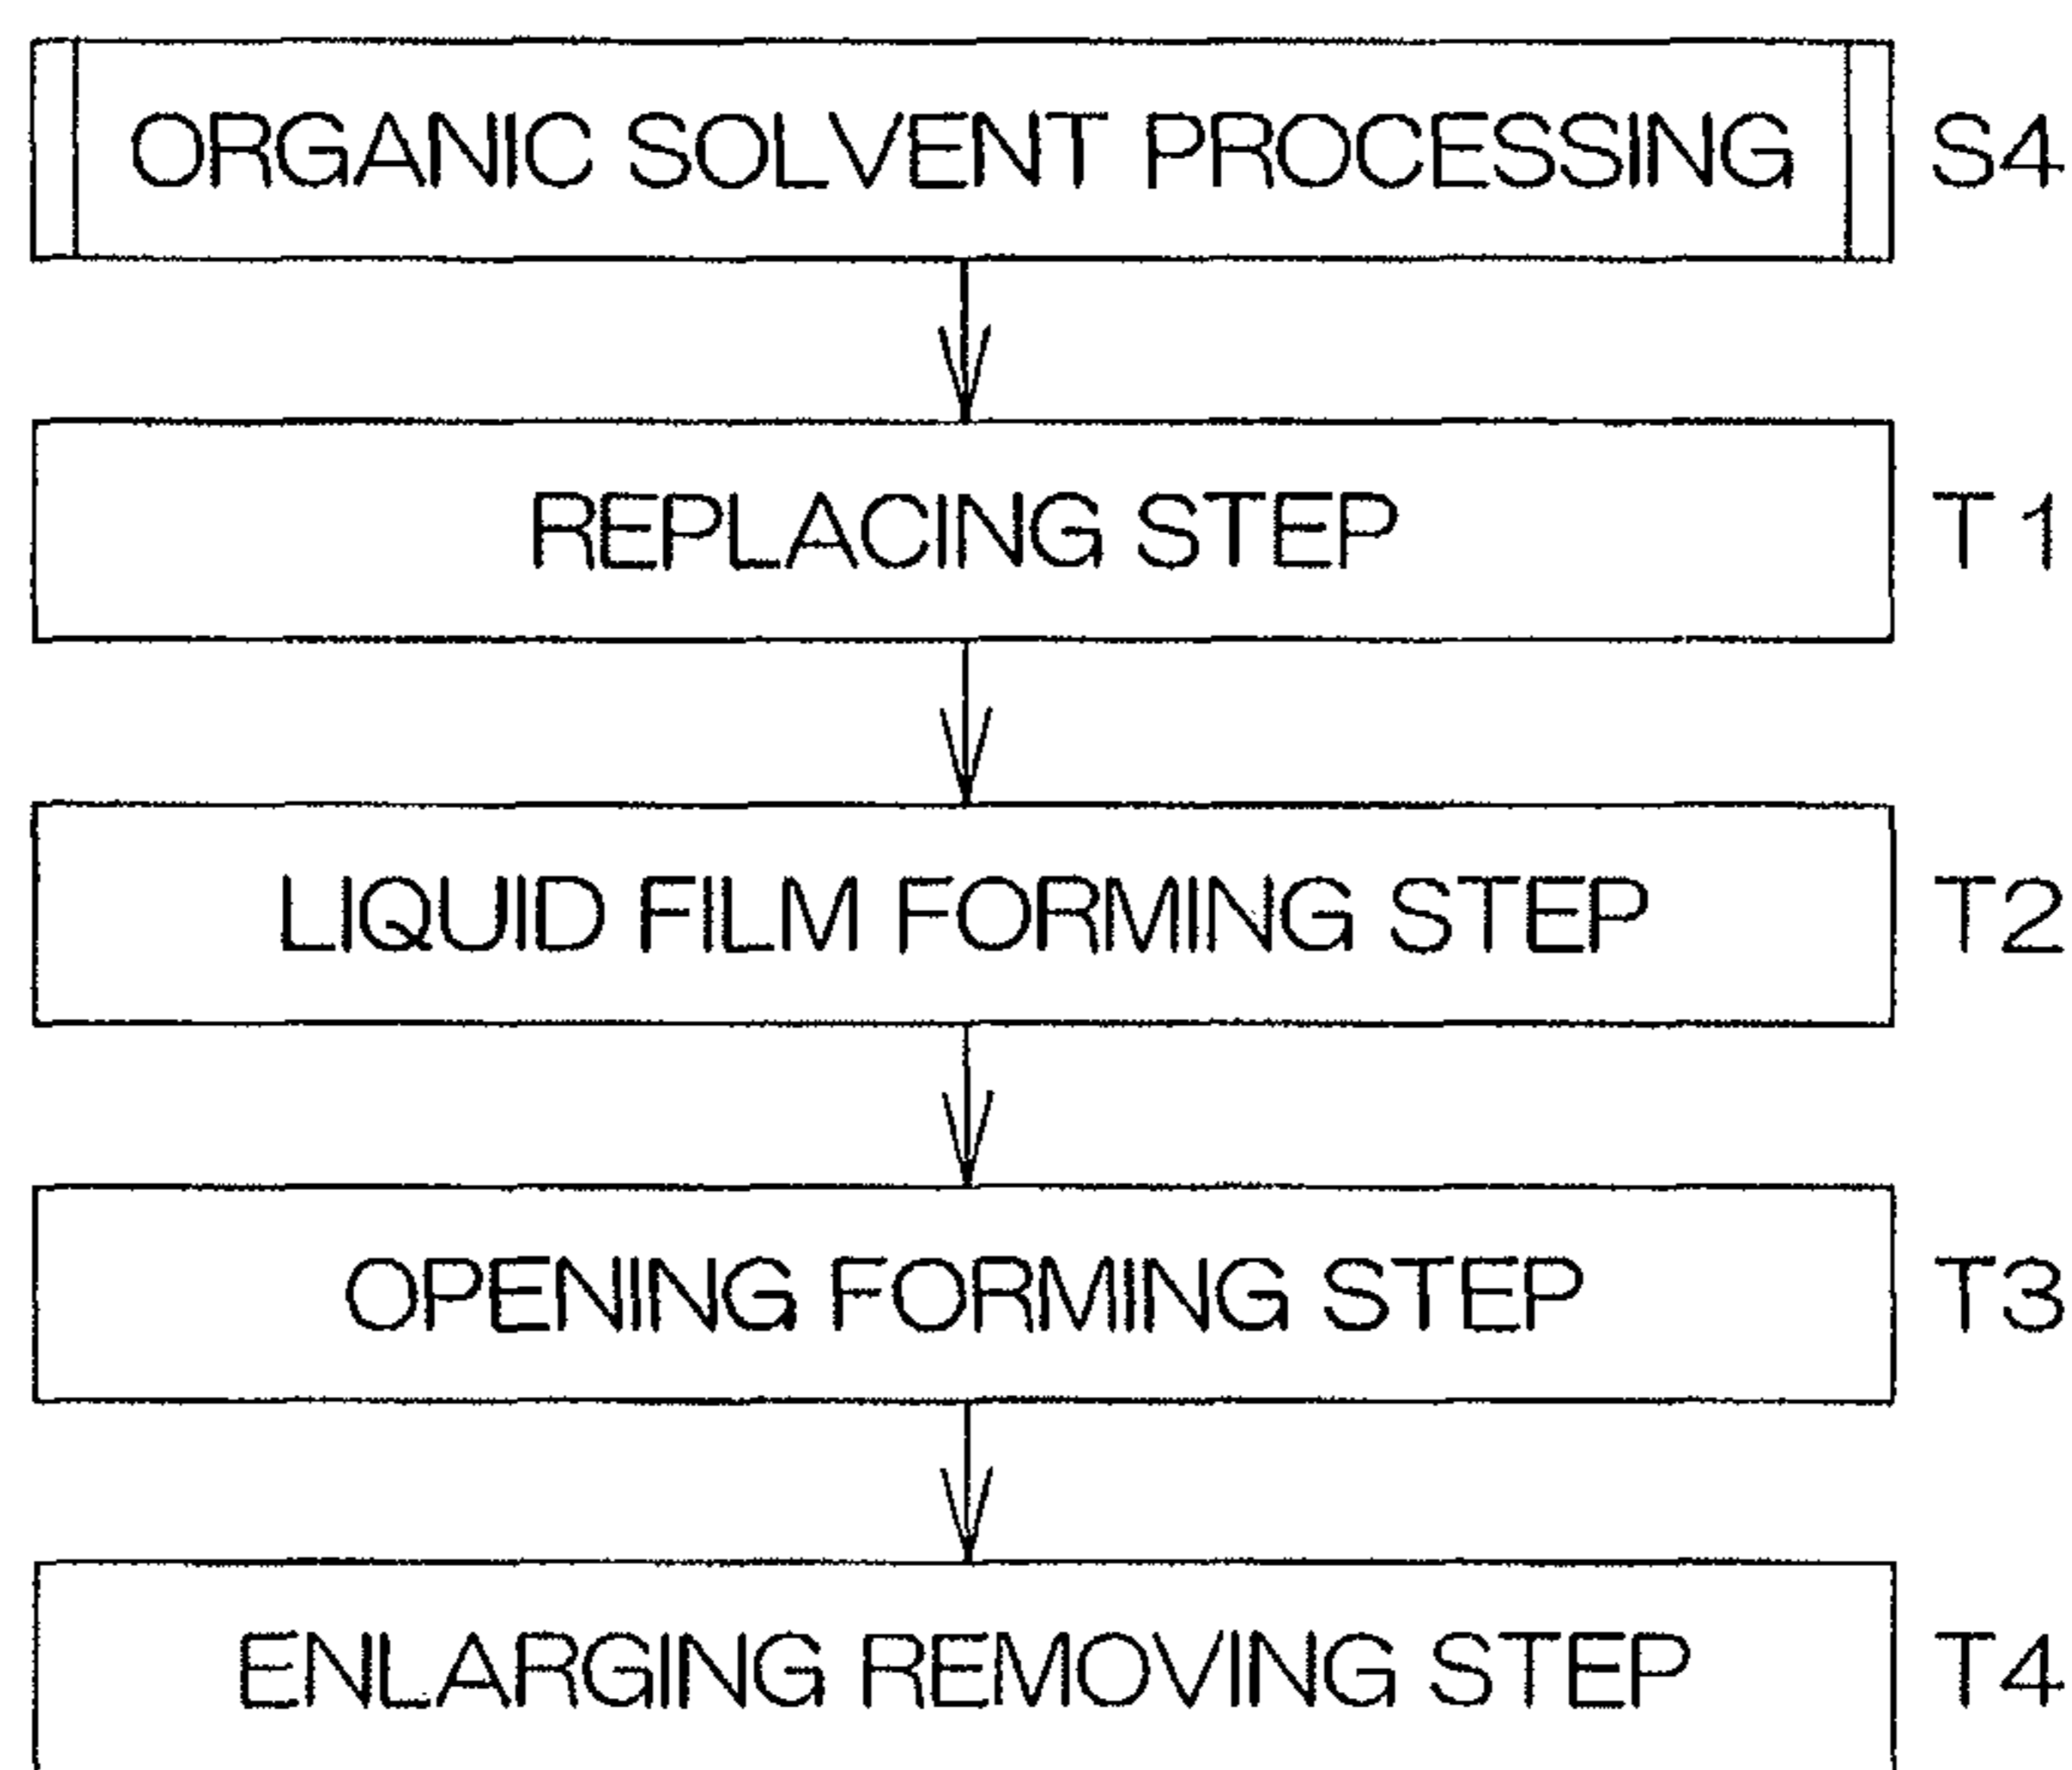 ORGANIC SOLVENT PROCESSING S4
REPLACING STEP T1
LIQUID FILM FORMING STEP T2
OPENING FORMING STEP T3
ENLARGING REMOVING STEP T4